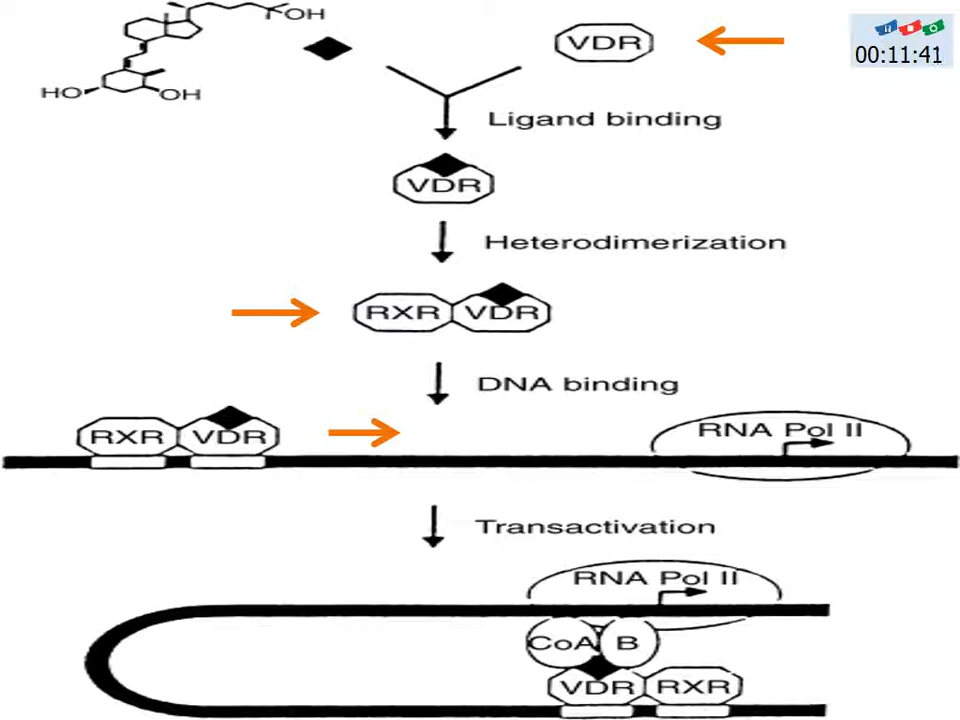 OH
VDR
00:11:41
HO
OH
Ligand binding
VDR
Heterodimerization
RXR VDR
DNA binding
RXR VDR
RNA Pol II
Transactivation
RNA Pol II
CoA B
VDR RXR